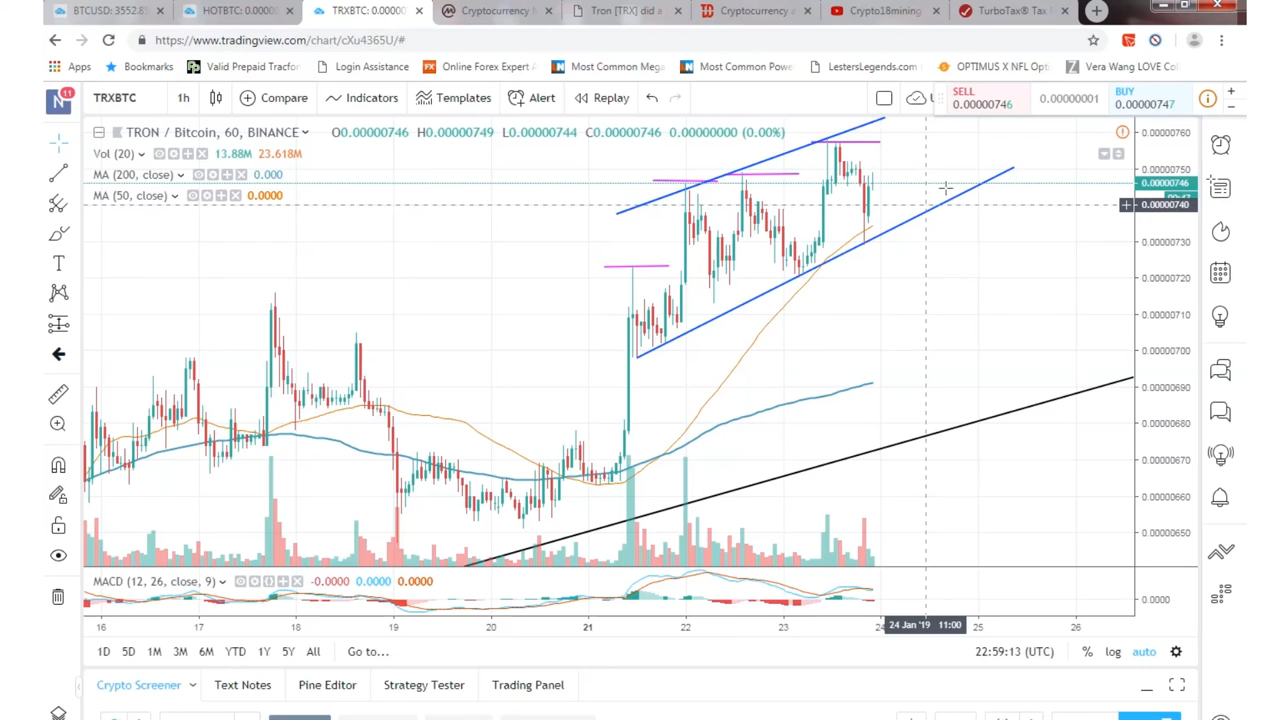 BTCUSD: 3552.8 HOTBTC: 0.0000 TRXBTC: 0.0000 Cryptocurrency M Tron [TRX] did a Cryptocurrency a Crypto18mining TurboTax® Tax
https://www.tradingview.com/chart/cXu4365U/#
Apps Bookmarks Valid Prepaid Tracfo Login Assistance Online Forex Expert Most Common Mega Most Common Powe LestersLegends.com OPTIMUS X NFL Opti Vera Wang LOVE Co
N 11 TRXBTC 1h Compare Indicators Templates Alert Replay SELL 0.00000746 0.00000001 BUY 0.00000747
TRON / Bitcoin, 60, BINANCE O0.00000746 H0.00000749 L0.00000744 C0.00000746 0.00000000 (0.00%)
Vol (20) 13.88M 23.618M
MA (200, close) 0.000
MA (50, close) 0.0000
0.00000760
0.00000750
0.00000746
0.00000740
0.00000730
0.00000720
0.00000710
0.00000700
0.00000690
0.00000680
0.00000670
0.00000660
0.00000650
MACD (12, 26, close, 9) -0.0000 0.0000 0.0000
0.0000
16 17 18 19 20 21 22 23 24 24 Jan '19 11:00 25 26
1D 5D 1M 3M 6M YTD 1Y 5Y All Go to... 22:59:13 (UTC) % log auto
Crypto Screener Text Notes Pine Editor Strategy Tester Trading Panel